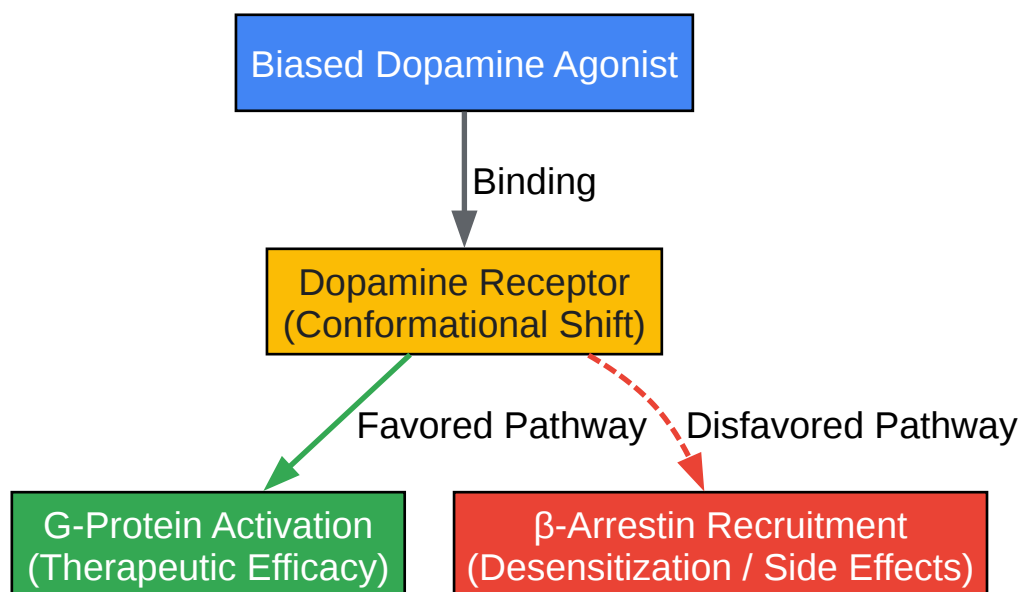 Biased Dopamine Agonist
Binding
Dopamine Receptor
(Conformational Shift)
Favored Pathway
Disfavored Pathway
G-Protein Activation
(Therapeutic Efficacy)
β-Arrestin Recruitment
(Desensitization / Side Effects)